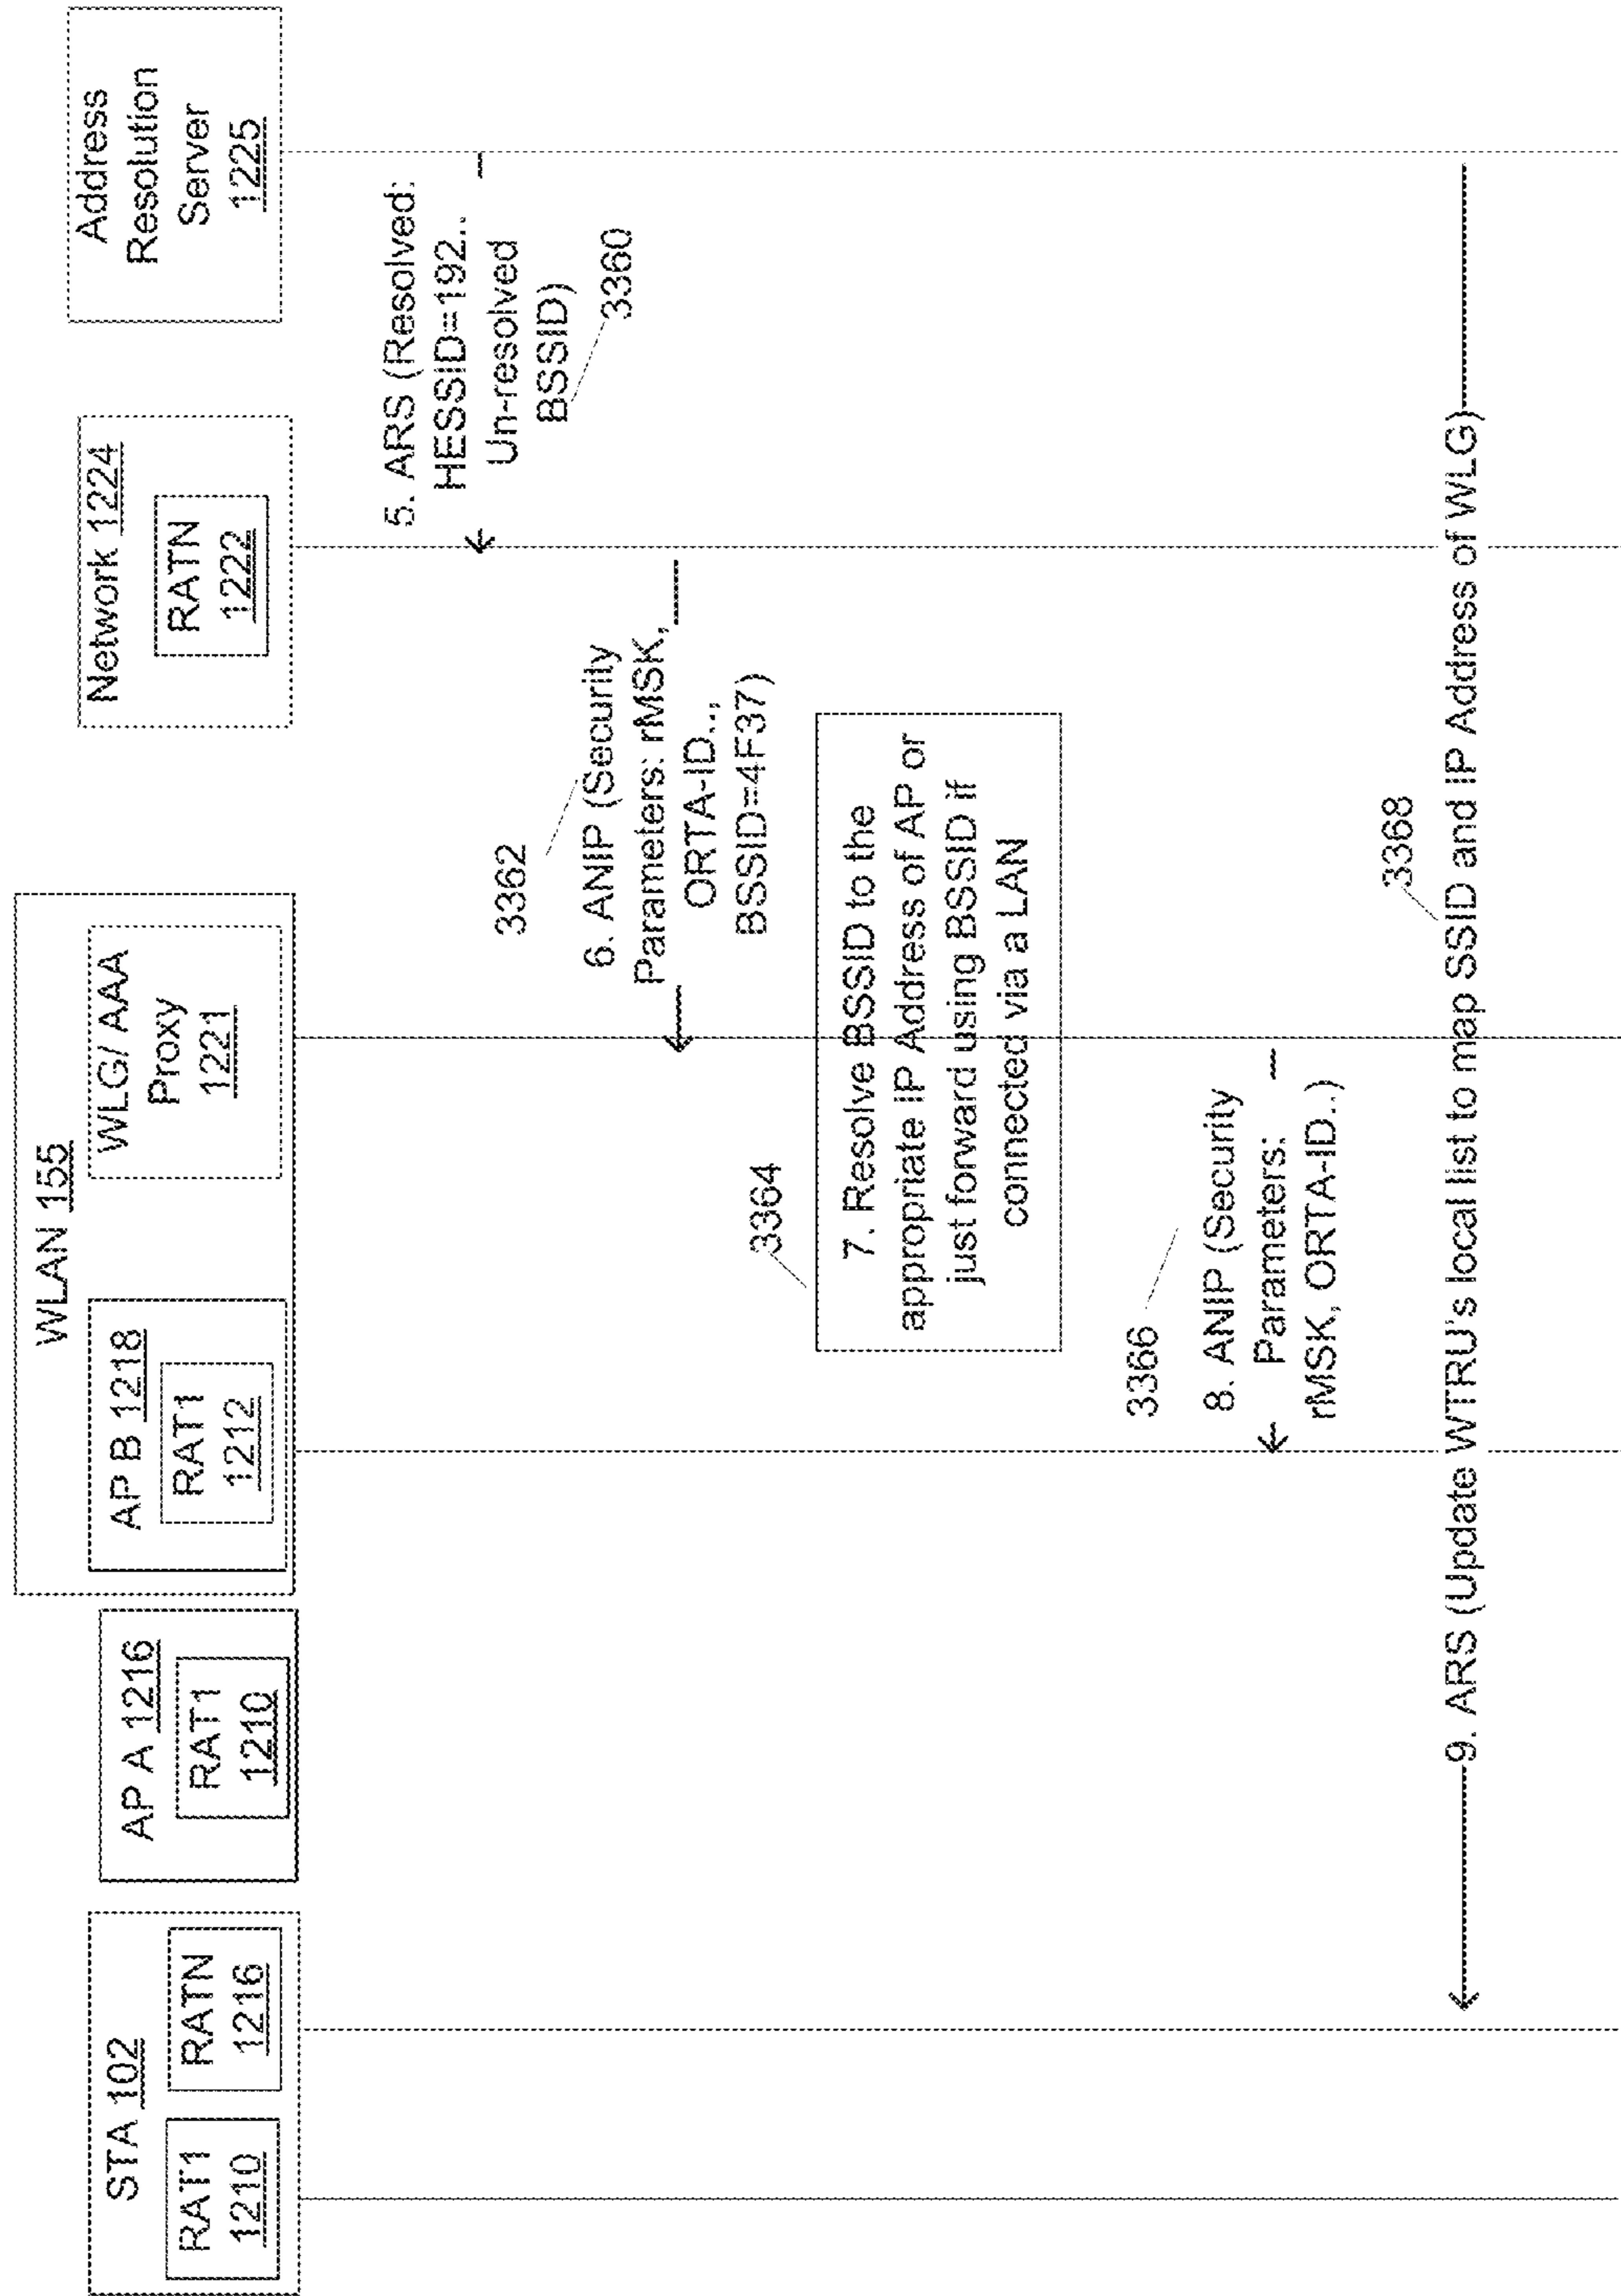 STA 102
RAT1
1210
RATN
1216
AP A 1216
RAT1
1210
WLAN 155
AP B 1218
RAT1
1212
WLG/ AAA
Proxy
1221
Network 1224
RATN
1222
Address
Resolution
Server
1225
5. ARS (Resolved:
HESSID=192..
Un-resolved
BSSID)
3360
3362
6. ANIP (Security
Parameters: rMSK,
ORTA-ID..,
BSSID=4F37)
3364
7. Resolve BSSID to the
appropriate IP Address of AP or
just forward using BSSID if
connected via a LAN
3366
8. ANIP (Security
Parameters:
rMSK, ORTA-ID..)
3368
9. ARS (Update WTRU's local list to map SSID and IP Address of WLG)